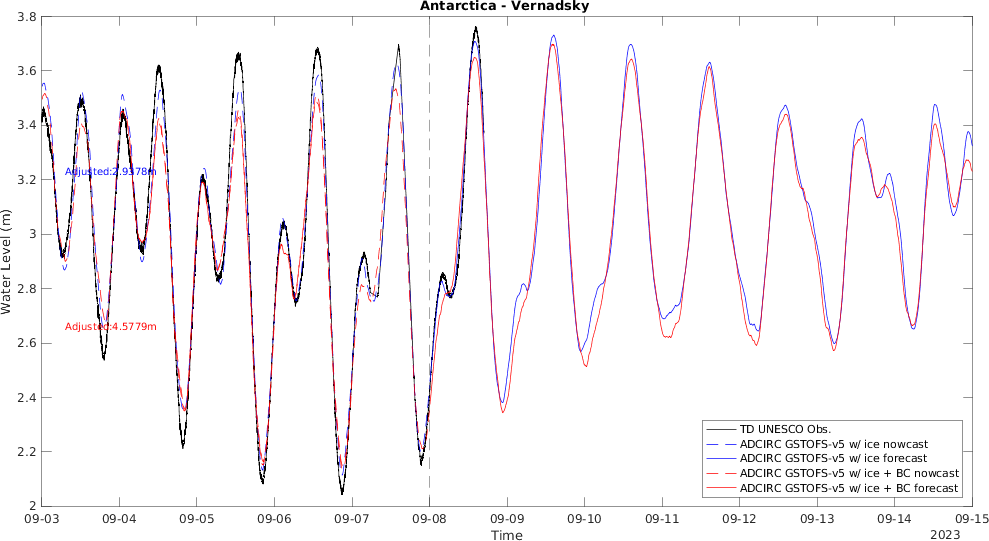 Antarctica - Vernadsky
Water Level (m)
3.8
3.6
3.4
3.2
3
2.8
2.6
2.4
2.2
2
Adjusted:2.9378m
Adjusted:4.5779m
TD UNESCO Obs.
ADCIRC GSTOFS-v5 w/ ice nowcast
ADCIRC GSTOFS-v5 w/ ice forecast
ADCIRC GSTOFS-v5 w/ ice + BC nowcast
ADCIRC GSTOFS-v5 w/ ice + BC forecast
09-03 09-04 09-05 09-06 09-07 09-08 09-09 09-10 09-11 09-12 09-13 09-14 09-15
Time
2023